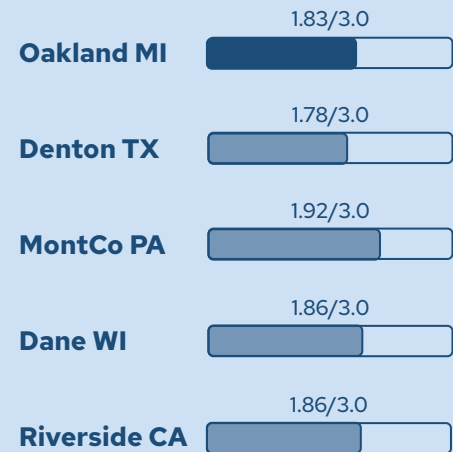 1.83/3.0
Oakland MI
1.78/3.0
Denton TX
1.92/3.0
MontCo PA
1.86/3.0
Dane WI
1.86/3.0
Riverside CA